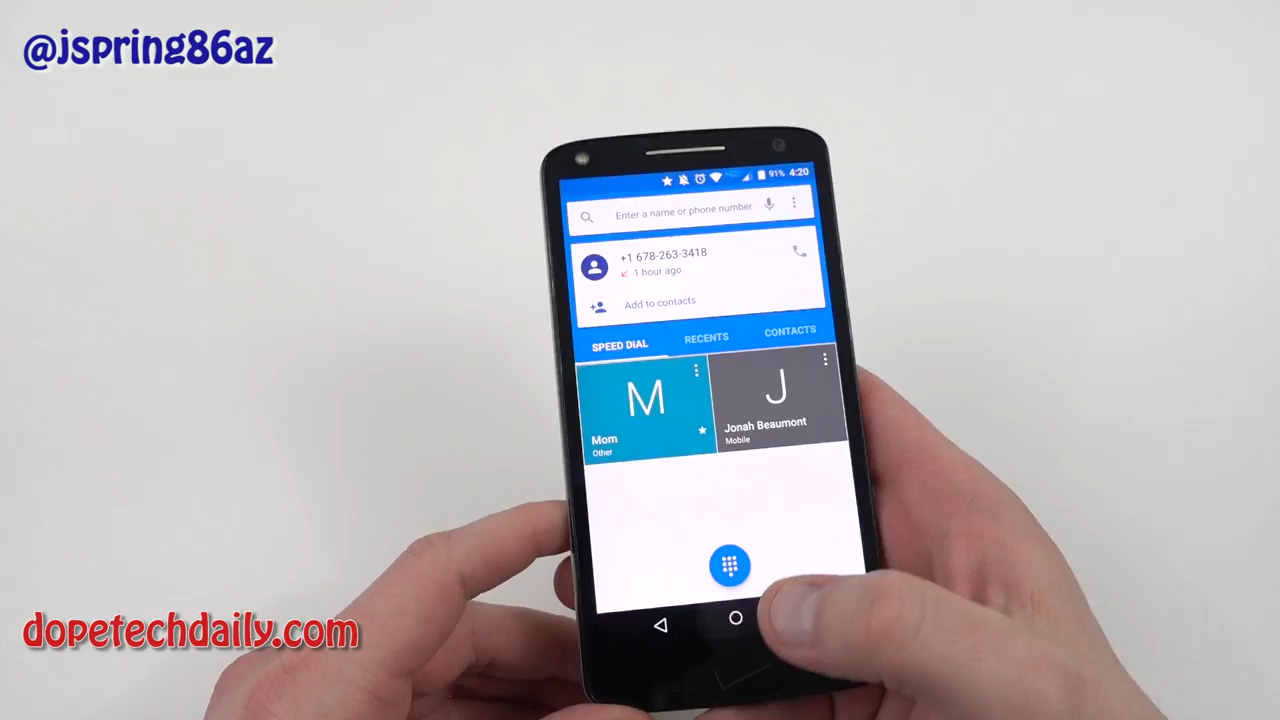 @jspring86az
91% 4:20
Enter a name or phone number
+1 678-263-3418
1 hour ago
Add to contacts
SPEED DIAL RECENTS CONTACTS
M J
Mom Jonah Beaumont
Other Mobile
dopetechdaily.com